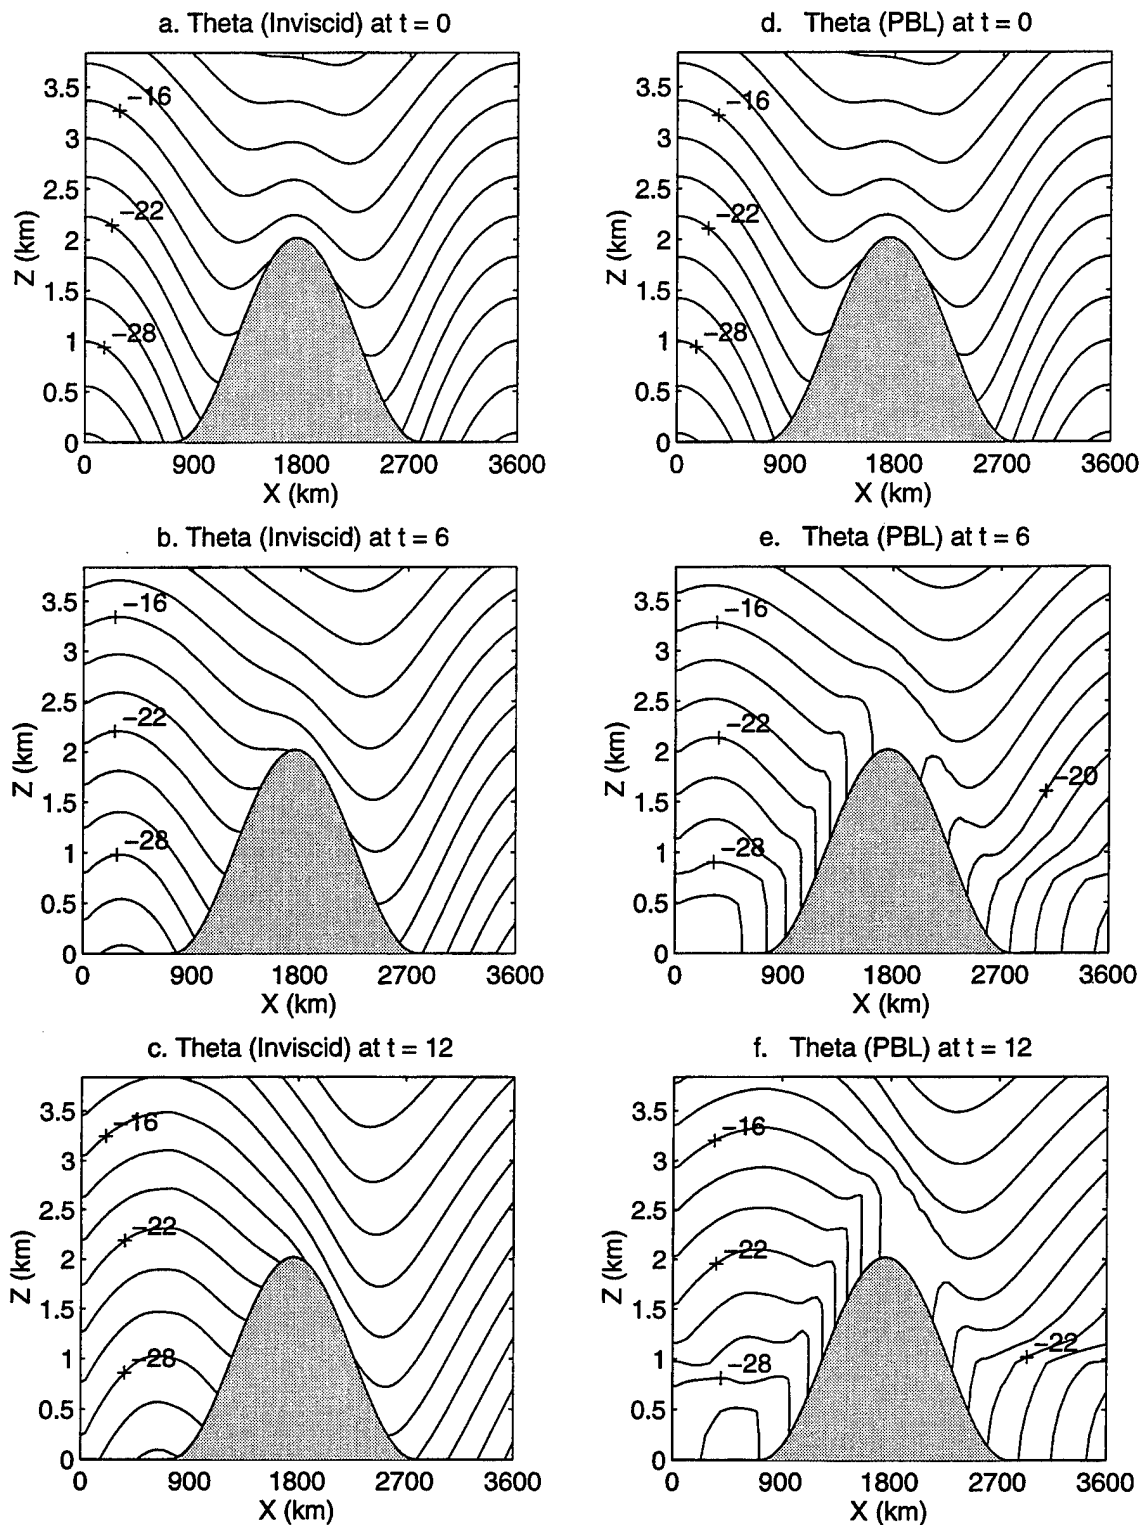 a. Theta (Inviscid) at t = 0
Z (km)
3.5
3
2.5
2
1.5
1
0.5
0
-16
-22
-28
0 900 1800 2700 3600
X (km)
d. Theta (PBL) at t = 0
Z (km)
3.5
3
2.5
2
1.5
1
0.5
0
-16
-22
-28
0 900 1800 2700 3600
X (km)
b. Theta (Inviscid) at t = 6
Z (km)
3.5
3
2.5
2
1.5
1
0.5
0
-16
-22
-28
0 900 1800 2700 3600
X (km)
e. Theta (PBL) at t = 6
Z (km)
3.5
3
2.5
2
1.5
1
0.5
0
-16
-22
-20
-28
0 900 1800 2700 3600
X (km)
c. Theta (Inviscid) at t = 12
Z (km)
3.5
3
2.5
2
1.5
1
0.5
0
-16
-22
-28
0 900 1800 2700 3600
X (km)
f. Theta (PBL) at t = 12
Z (km)
3.5
3
2.5
2
1.5
1
0.5
0
-16
-22
-22
-28
0 900 1800 2700 3600
X (km)